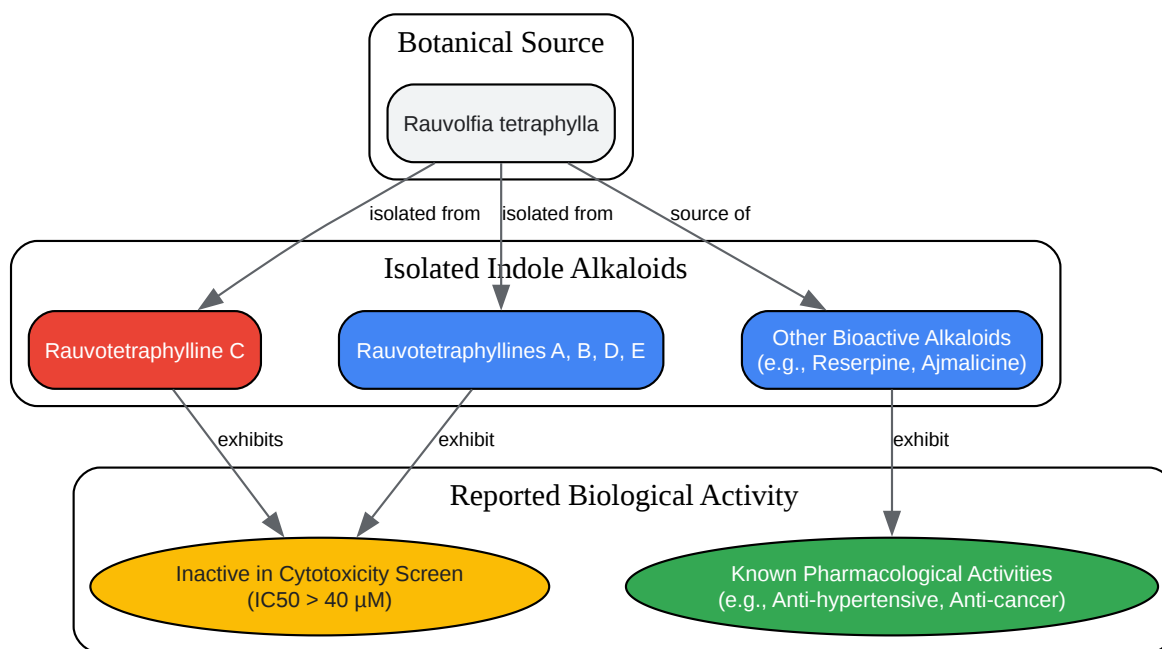 Botanical Source
Rauvolfia tetraphylla
isolated from
isolated from
source of
Isolated Indole Alkaloids
Rauvotetraphylline C
Rauvotetraphyllines A, B, D, E
Other Bioactive Alkaloids
(e.g., Reserpine, Ajmalicine)
exhibits
exhibit
exhibit
Reported Biological Activity
Inactive in Cytotoxicity Screen
(IC50 > 40 µM)
Known Pharmacological Activities
(e.g., Anti-hypertensive, Anti-cancer)